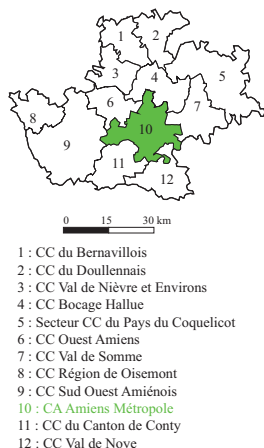 1
2
3
4
5
6
7
8
9
10
11
12
0 15 30 km
1 : CC du Bernavillois
2 : CC du Doullennais
3 : CC Val de Nièvre et Environs
4 : CC Bocage Hallue
5 : Secteur CC du Pays du Coquelicot
6 : CC Ouest Amiens
7 : CC Val de Somme
8 : CC Région de Oisemont
9 : CC Sud Ouest Amiénois
10 : CA Amiens Métropole
11 : CC du Canton de Conty
12 : CC Val de Noye